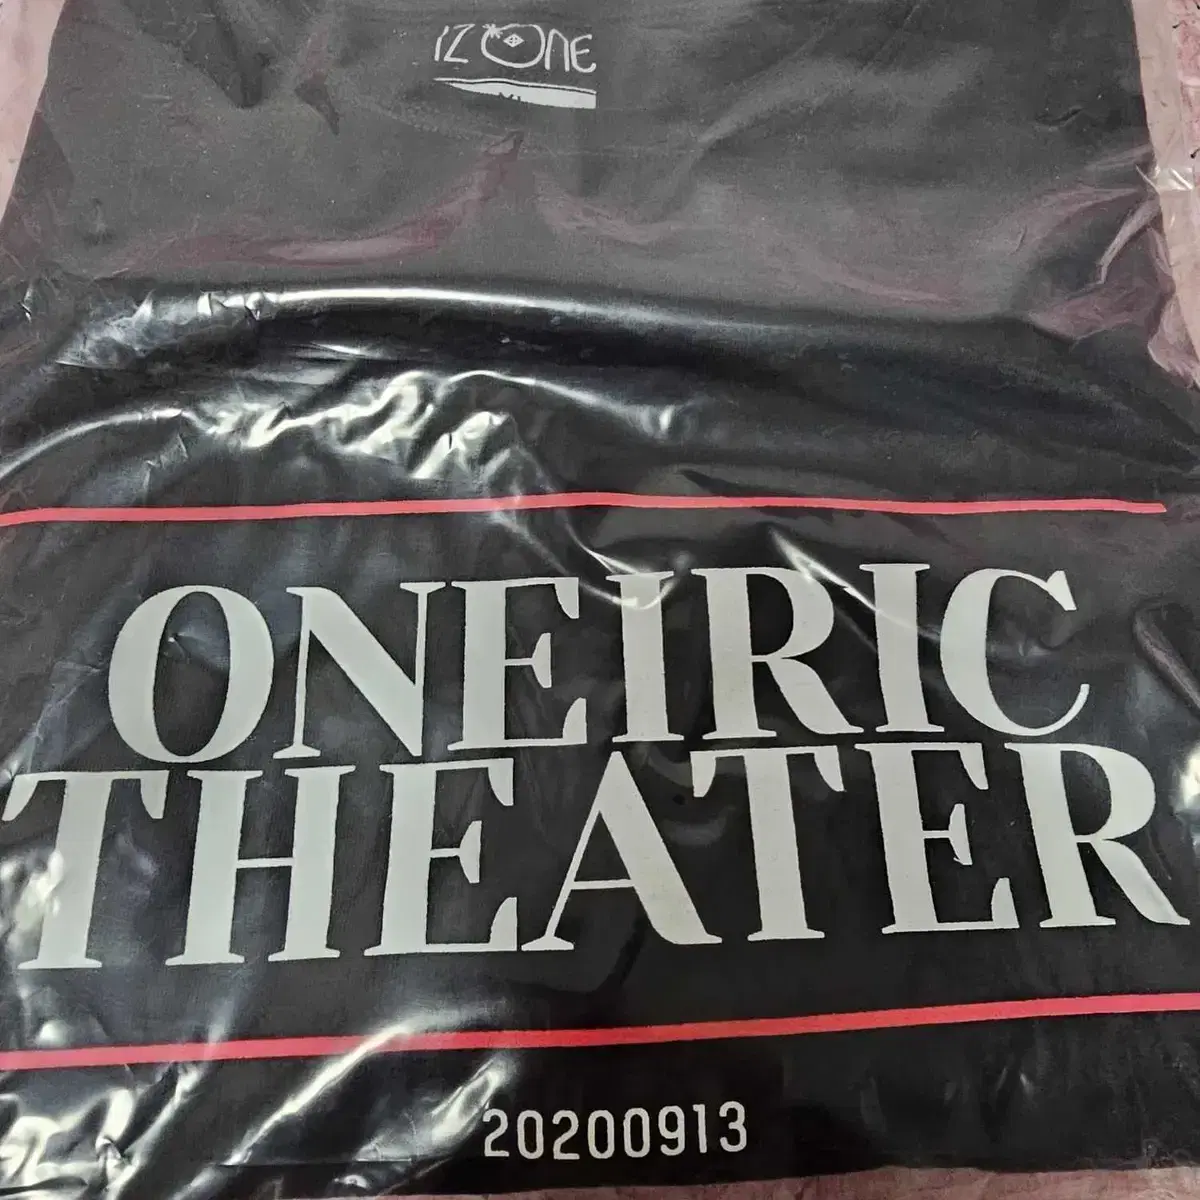 IZ*ONE
ONEIRIC
THEATER
20200913